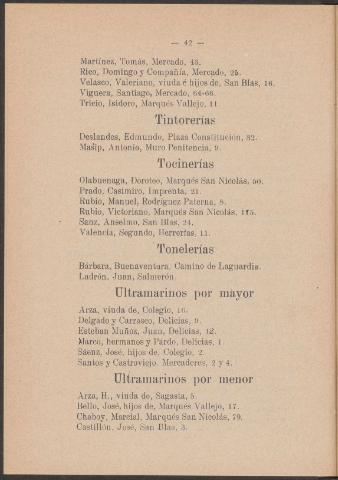 — 42 —
Martínez, Tomás, Mercado, 45.
Rico, Domingo y Compañía, Mercado, 25.
Velasco, Valeriano, viuda é hijos de, San Blas, 16.
Viguera, Santiago, Mercado, 64-66.
Tricio, Isidoro, Marqués Vallejo, 11
Tintorerías
Deslandes, Edmundo, Plaza Constitución, 82.
Masip, Antonio, Muro Penitencia, 9.
Tocinerías
Olabuenaga, Doroteo, Marqués San Nicolás, 50.
Prado, Casimiro, Imprenta, 21.
Rubio, Manuel, Rodríguez Paterna, 8.
Rubio, Victoriano, Marqués San Nicolás, 115.
Sanz, Anselmo, San Blas, 24.
Valencia, Segundo, Herrerías, 11.
Tonelerías
Bárbara, Buenaventura, Camino de Laguardia.
Ladrón, Juan, Salmerón.
Ultramarinos por mayor
Arza, viuda de, Colegio, 16.
Delgado y Carrasco, Delicias, 9.
Esteban Muñoz, Juan, Delicias, 12.
Marco, hermanos y Pardo, Delicias, 1
Sáenz, José, hijos de, Colegio, 2.
Santos y Castroviejo, Mercaderes, 2 y 4.
Ultramarinos por menor
Arza, H., viuda de, Sagasta, 5.
Bello, José, hijos de, Marqués Vallejo, 17.
Chaboy, Marcial, Marqués San Nicolás, 79.
Castillón, José, San Blas, 3.